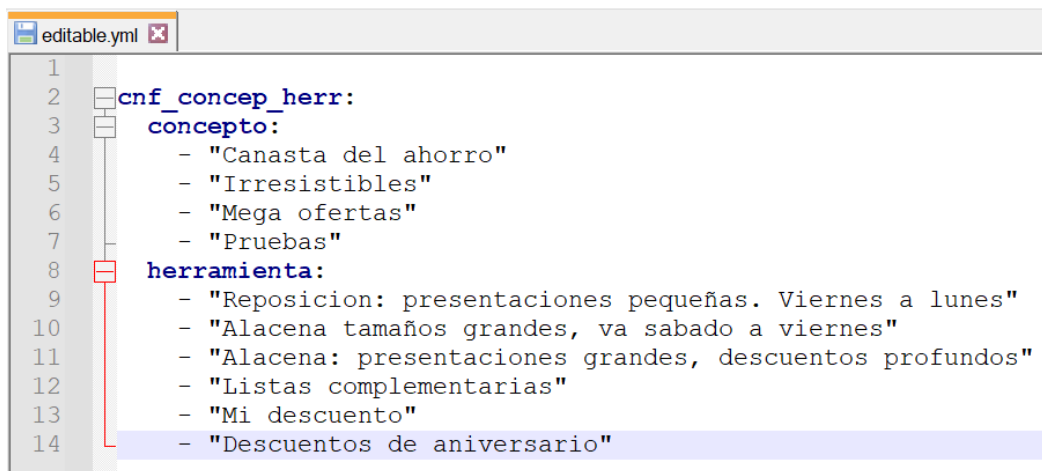 editable.yml
1
2 cnf_concep_herr:
3 concepto:
4 - "Canasta del ahorro"
5 - "Irresistibles"
6 - "Mega ofertas"
7 - "Pruebas"
8 herramienta:
9 - "Reposicion: presentaciones pequeñas. Viernes a lunes"
10 - "Alacena tamaños grandes, va sabado a viernes"
11 - "Alacena: presentaciones grandes, descuentos profundos"
12 - "Listas complementarias"
13 - "Mi descuento"
14 - "Descuentos de aniversario"